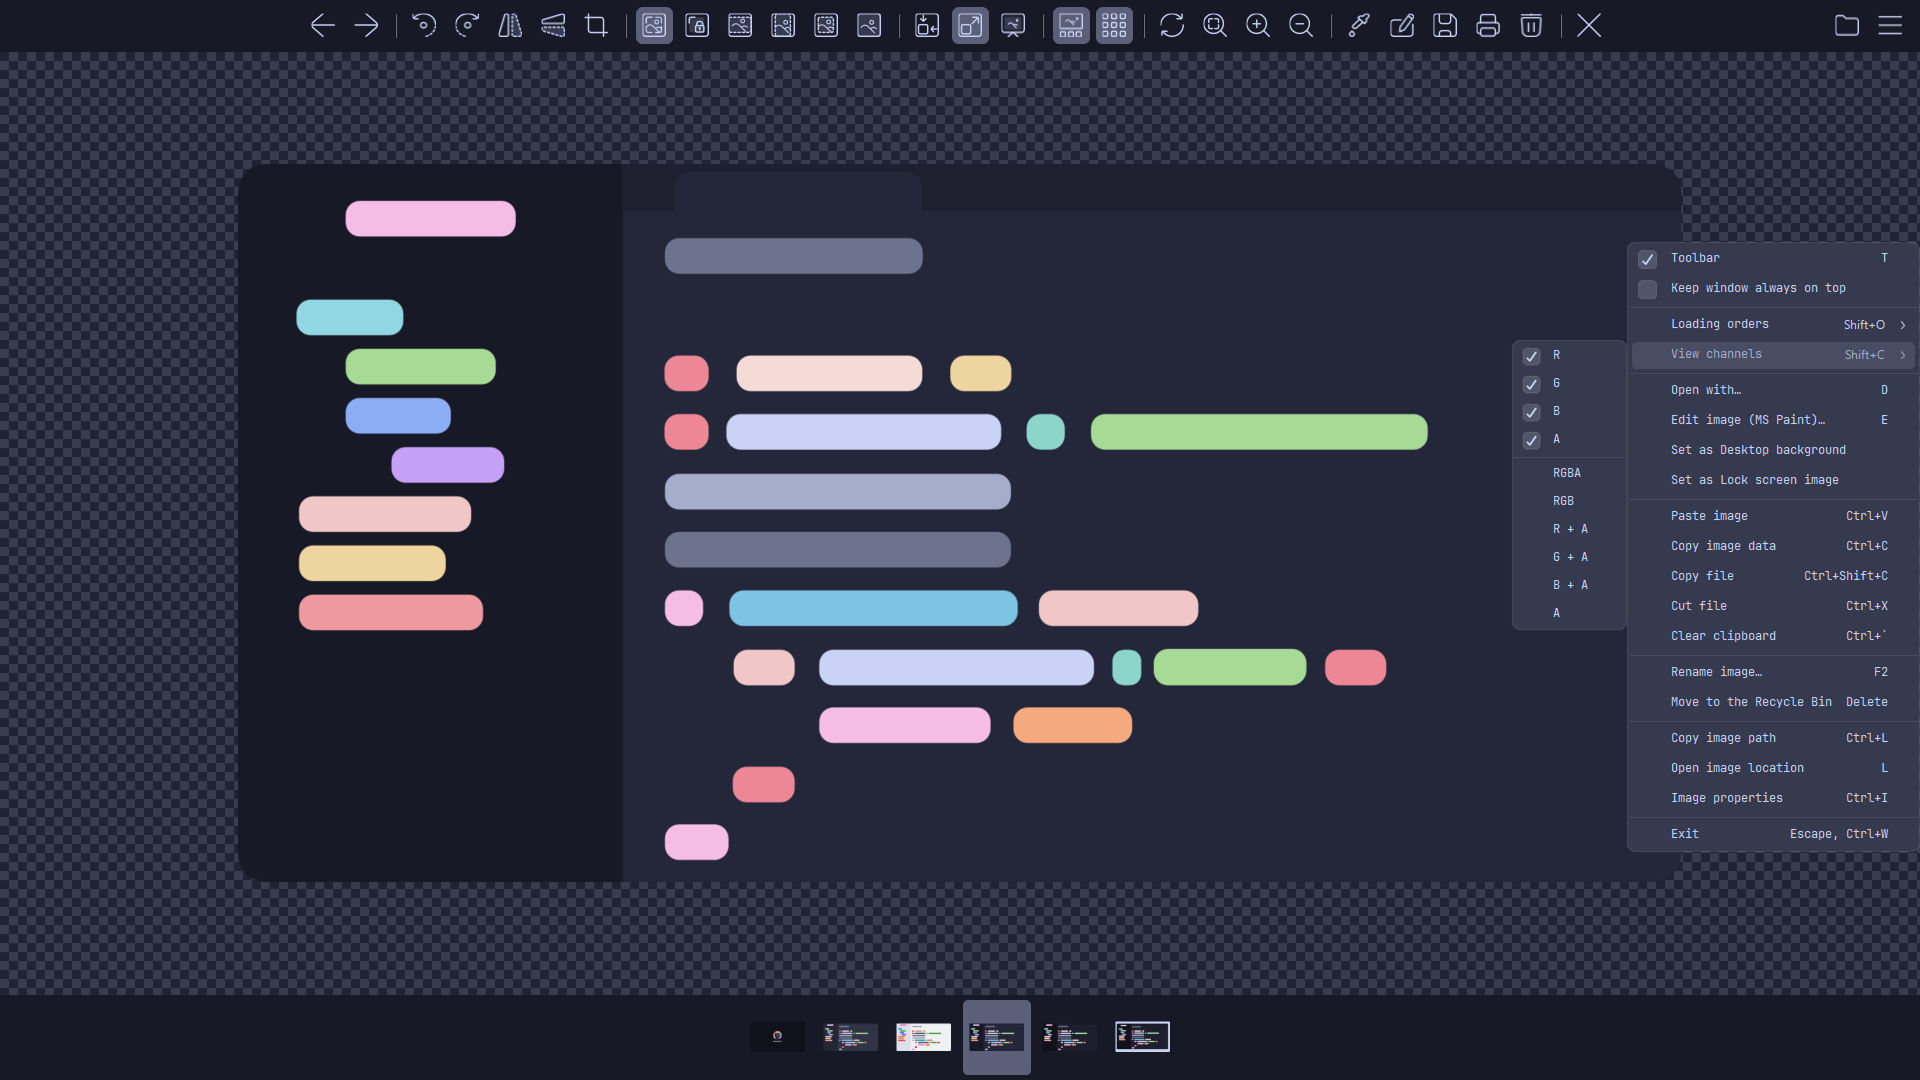 Toolbar T
Keep window always on top
Loading orders Shift+O
View channels Shift+C
Open with… D
Edit image (MS Paint)… E
Set as Desktop background
Set as Lock screen image
Paste image Ctrl+V
Copy image data Ctrl+C
Copy file Ctrl+Shift+C
Cut file Ctrl+X
Clear clipboard Ctrl+`
Rename image… F2
Move to the Recycle Bin Delete
Copy image path Ctrl+L
Open image location L
Image properties Ctrl+I
Exit Escape, Ctrl+W
R
G
B
A
RGBA
RGB
R + A
G + A
B + A
A